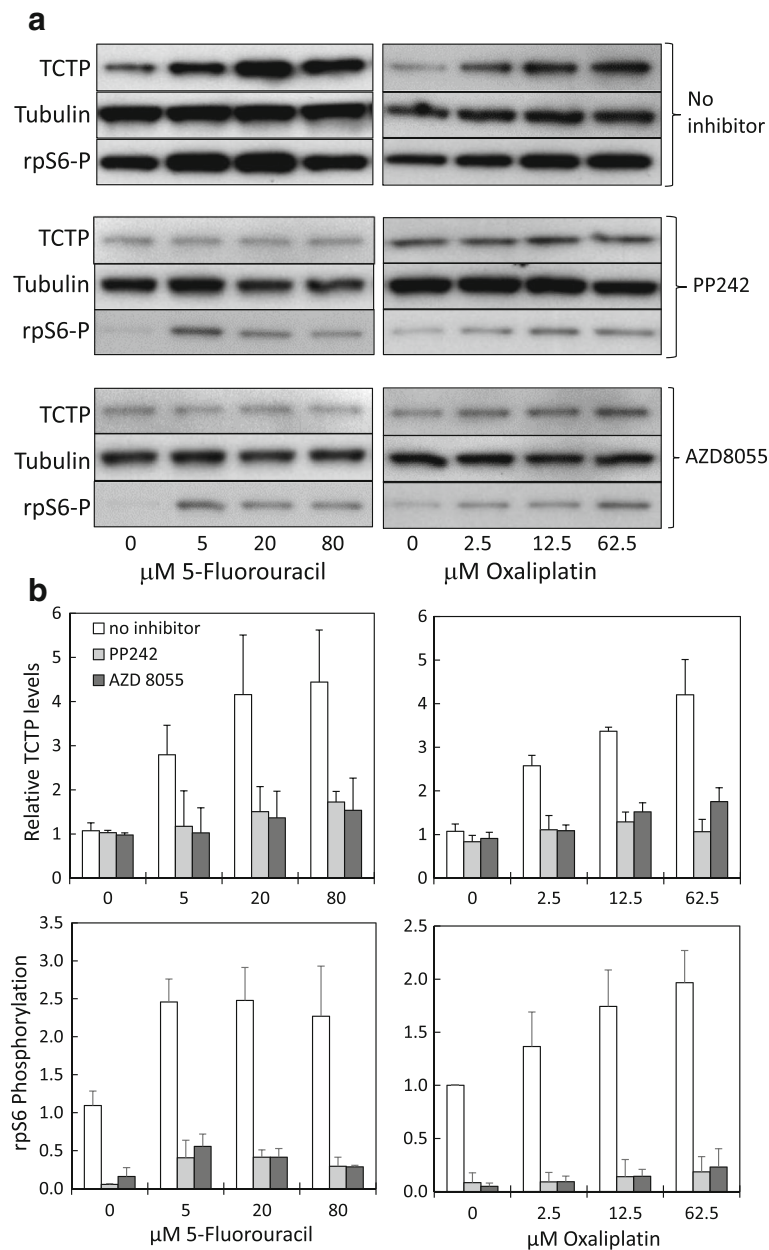 a
TCTP
Tubulin
rpS6-P
No
inhibitor
TCTP
Tubulin
rpS6-P
PP242
TCTP
Tubulin
rpS6-P
AZD8055
0 5 20 80
0 2.5 12.5 62.5
μM 5-Fluorouracil
μM Oxaliplatin
b
Relative TCTP levels
6
5
4
3
2
1
0
no inhibitor
PP242
AZD 8055
0 5 20 80
6
5
4
3
2
1
0
0 2.5 12.5 62.5
rpS6 Phosphorylation
3.5
3.0
2.5
2.0
1.5
1.0
0.5
0.0
0 5 20 80
μM 5-Fluorouracil
2.5
2.0
1.5
1.0
0.5
0.0
0 2.5 12.5 62.5
μM Oxaliplatin